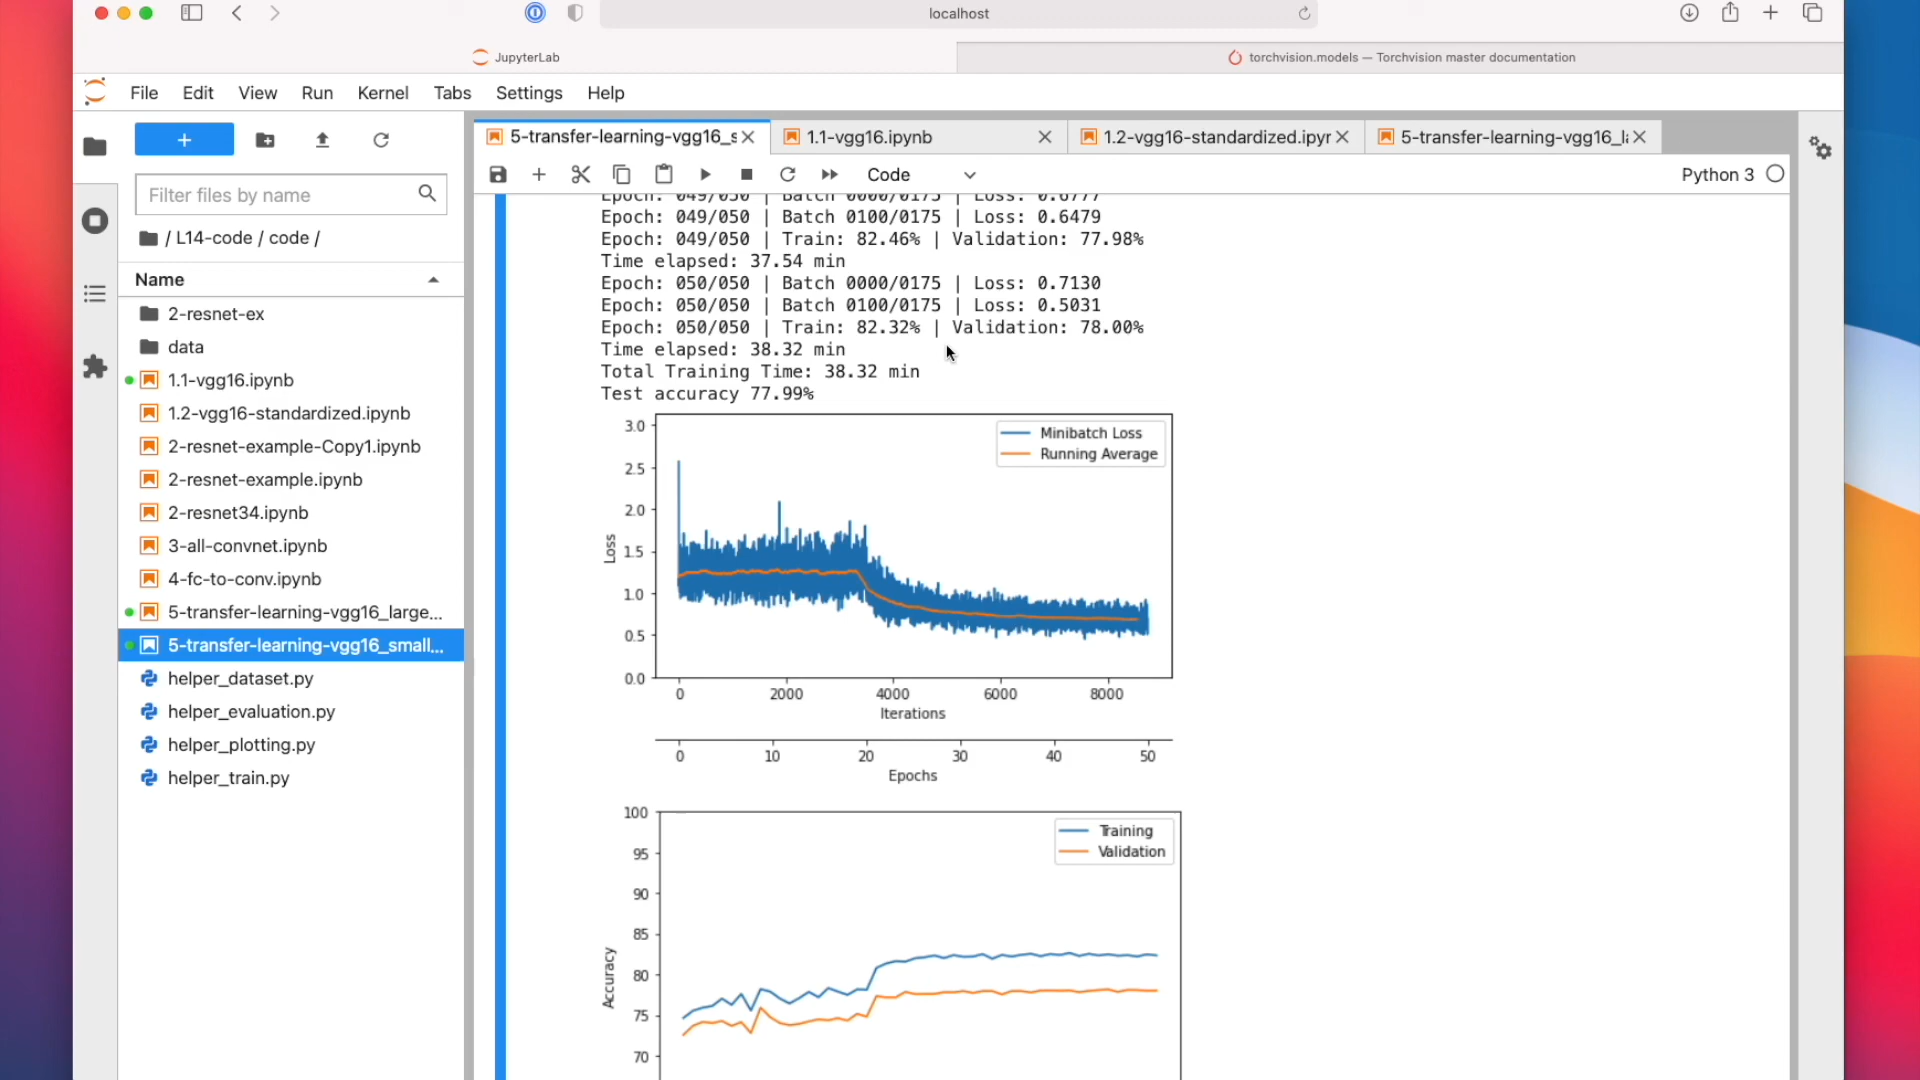 localhost
JupyterLab
torchvision.models — Torchvision master documentation
File Edit View Run Kernel Tabs Settings Help
5-transfer-learning-vgg16_s
1.1-vgg16.ipynb
1.2-vgg16-standardized.ipyr
5-transfer-learning-vgg16_la
Filter files by name
/ L14-code / code /
Name
2-resnet-ex
data
1.1-vgg16.ipynb
1.2-vgg16-standardized.ipynb
2-resnet-example-Copy1.ipynb
2-resnet-example.ipynb
2-resnet34.ipynb
3-all-convnet.ipynb
4-fc-to-conv.ipynb
5-transfer-learning-vgg16_large...
5-transfer-learning-vgg16_small...
helper_dataset.py
helper_evaluation.py
helper_plotting.py
helper_train.py
Code
Python 3
Epoch: 049/050 | Batch 0000/0175 | Loss: 0.6777
Epoch: 049/050 | Batch 0100/0175 | Loss: 0.6479
Epoch: 049/050 | Train: 82.46% | Validation: 77.98%
Time elapsed: 37.54 min
Epoch: 050/050 | Batch 0000/0175 | Loss: 0.7130
Epoch: 050/050 | Batch 0100/0175 | Loss: 0.5031
Epoch: 050/050 | Train: 82.32% | Validation: 78.00%
Time elapsed: 38.32 min
Total Training Time: 38.32 min
Test accuracy 77.99%
Minibatch Loss
Running Average
3.0
2.5
2.0
1.5
1.0
0.5
0.0
Loss
0 2000 4000 6000 8000
Iterations
0 10 20 30 40 50
Epochs
Training
Validation
100
95
90
85
80
75
70
Accuracy